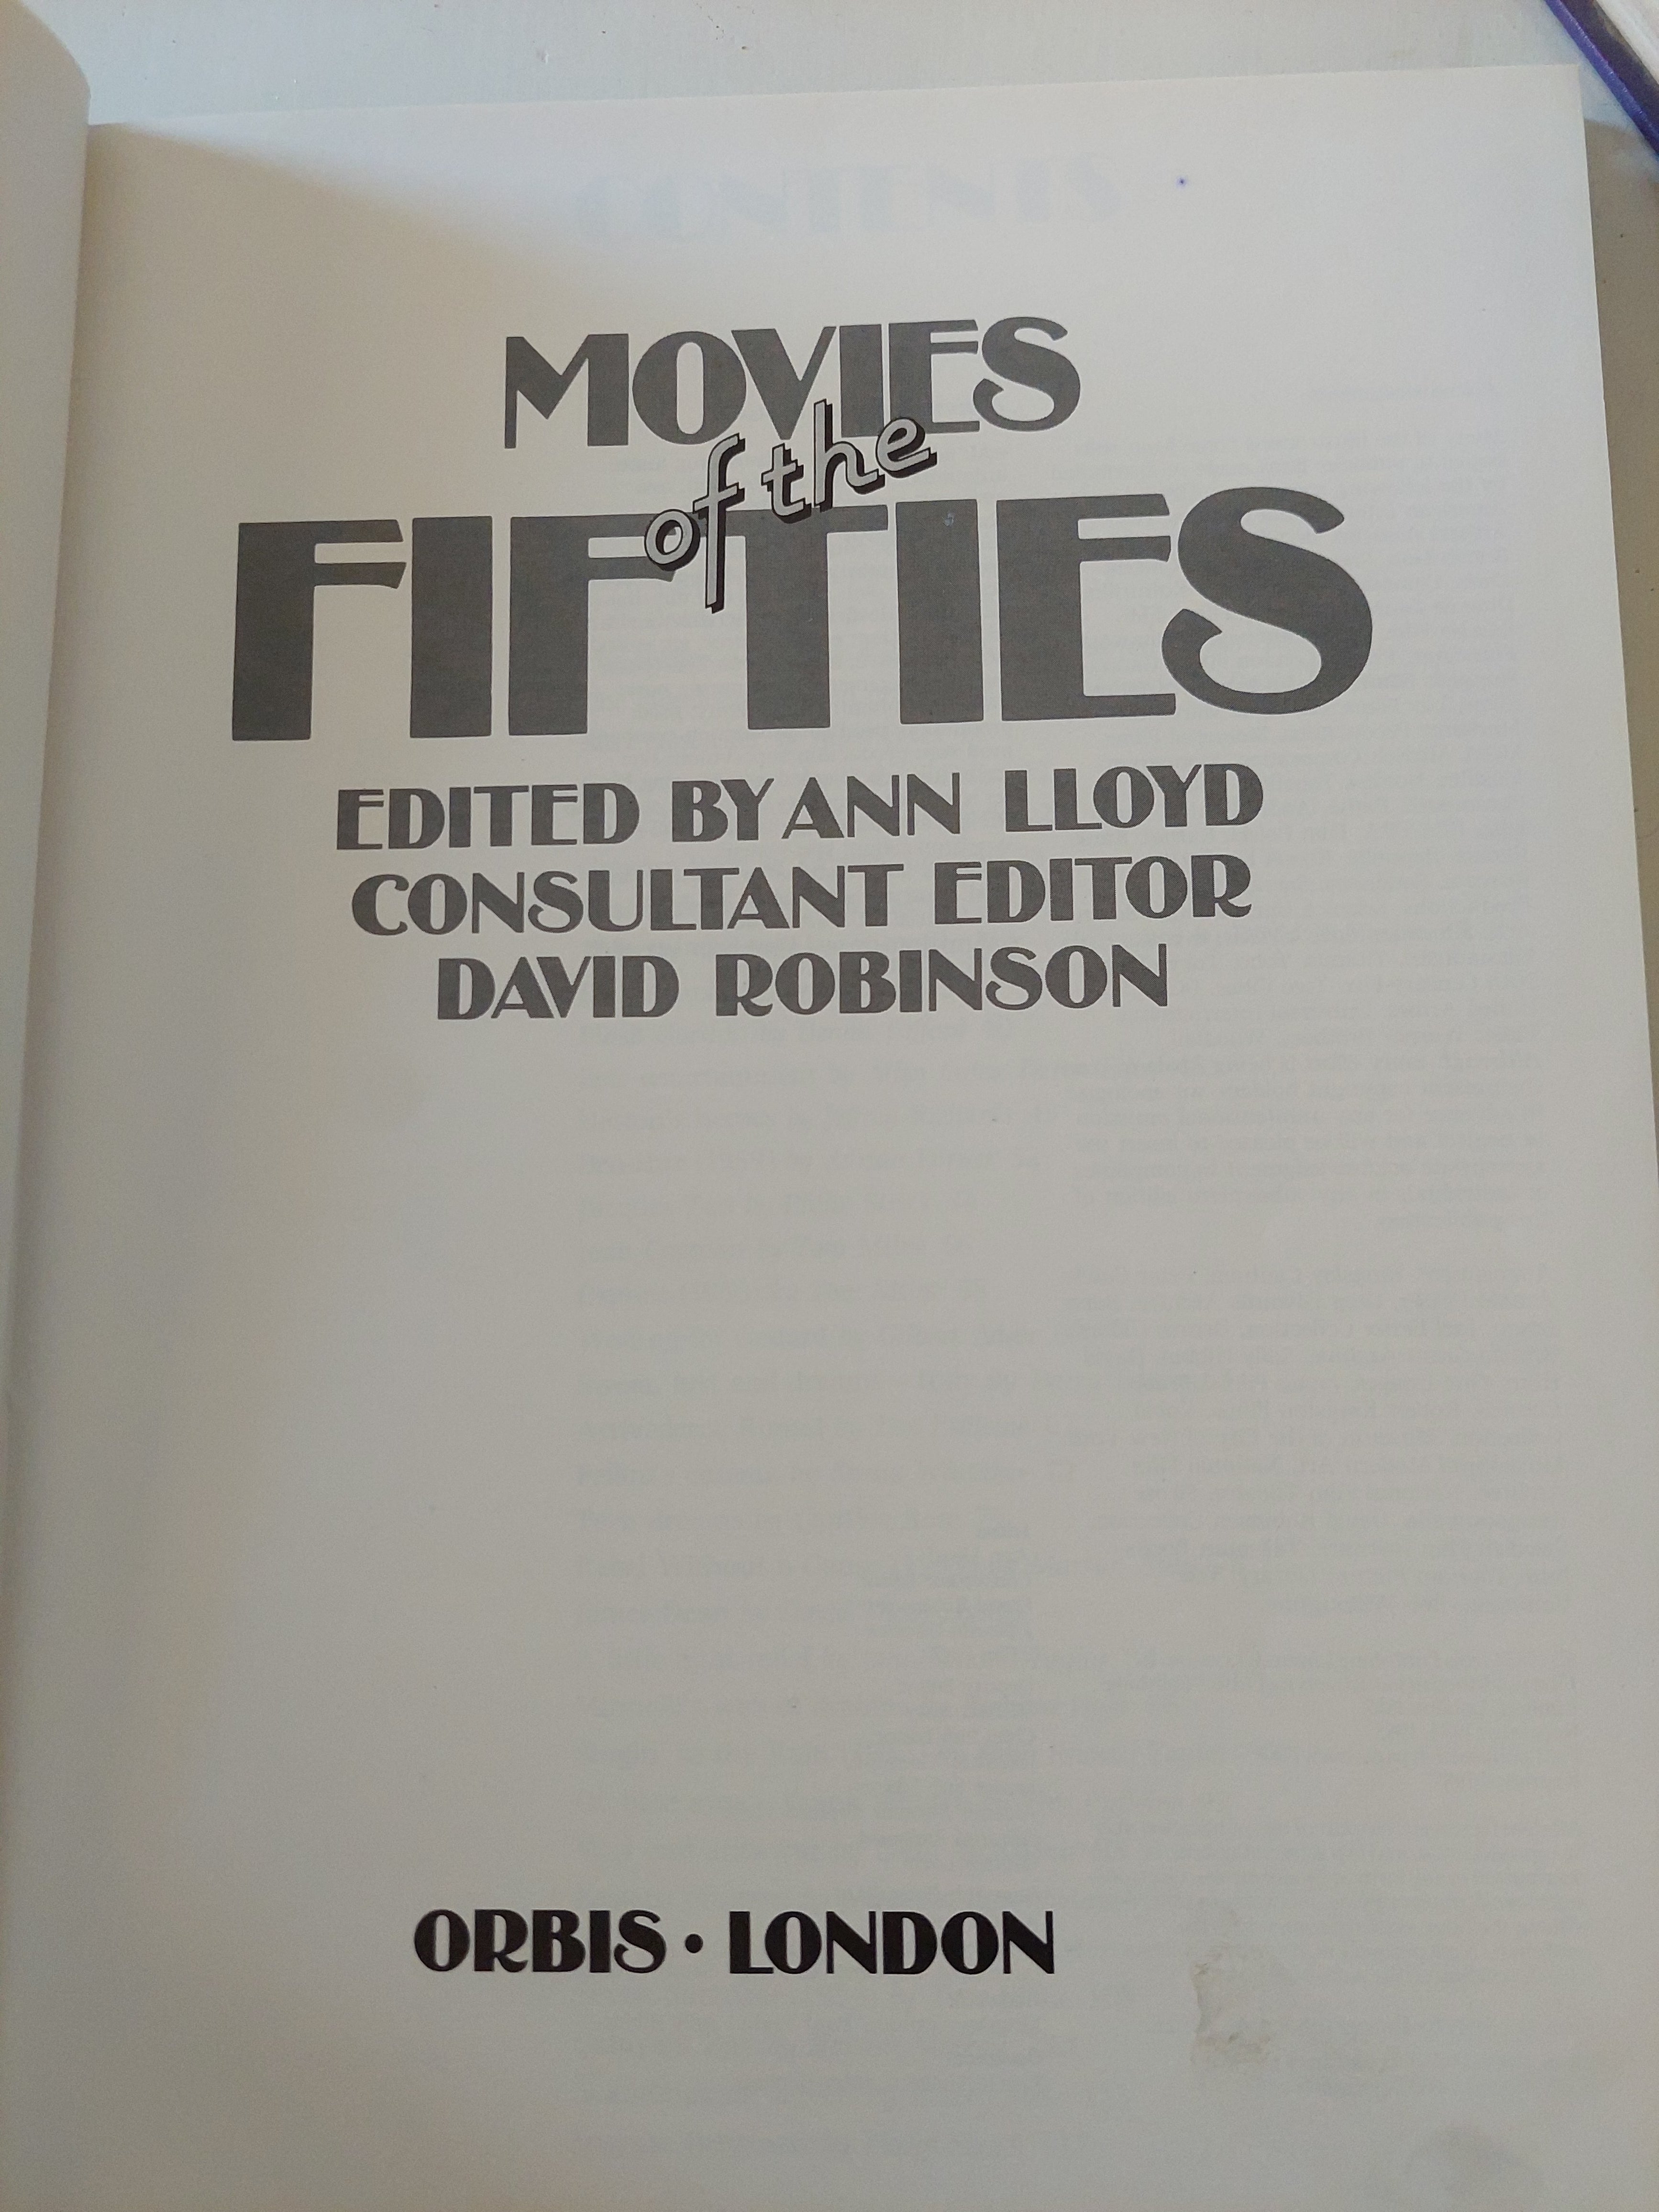 MOVIES
of the
FIFTIES
EDITED BY ANN LLOYD
CONSULTANT EDITOR
DAVID ROBINSON
ORBIS • LONDON